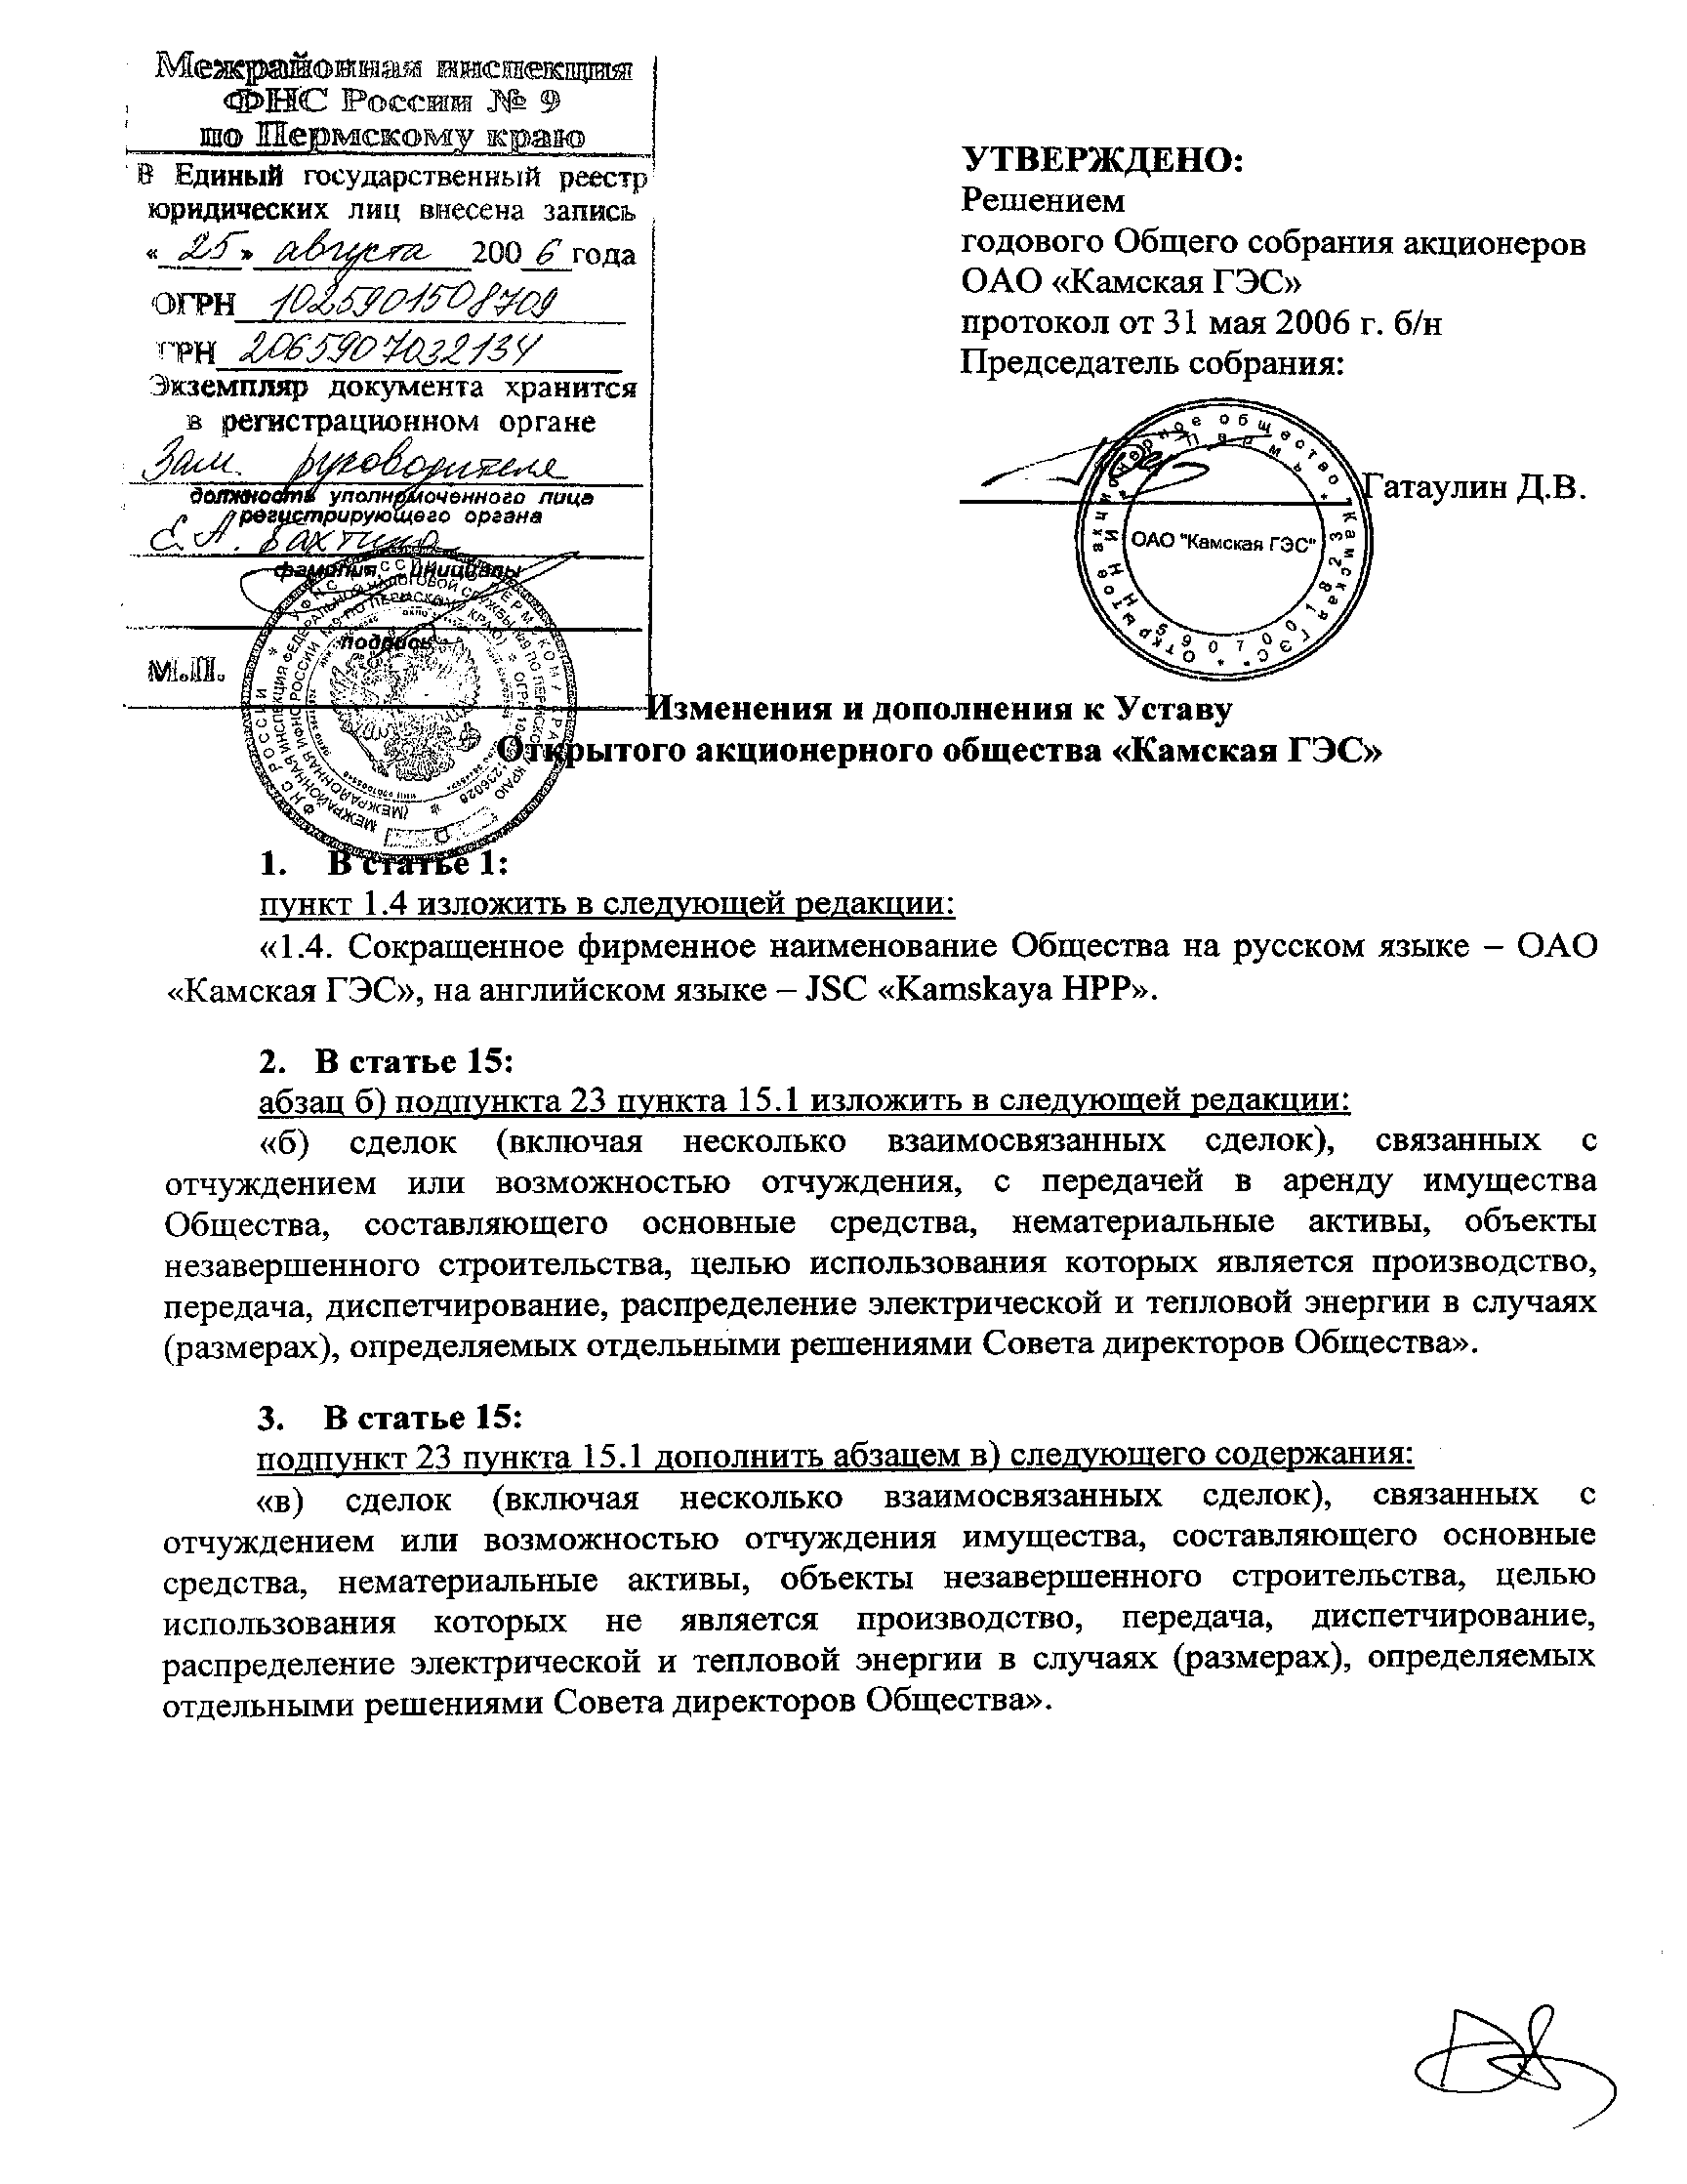 Межрайонная инспекция
ФНС России № 9
по Пермскому краю
В Единый государственный реестр
юридических лиц внесена запись
«25» августа 2006 года
ОГРН 1025901508709
ГРН 2065907032134
Экземпляр документа хранится
в регистрационном органе
Зам. руководителя
должность уполномоченного лица
регистрирующего органа
Е.А. Бахтина
фамилия, инициалы
подпись
М.П.
УТВЕРЖДЕНО:
Решением
годового Общего собрания акционеров
ОАО «Камская ГЭС»
протокол от 31 мая 2006 г. б/н
Председатель собрания:
Гатаулин Д.В.
Открытое акционерное общество "Камская ГЭС"
г. Пермь
ИНН 5907001823
ОАО "Камская ГЭС"
Изменения и дополнения к Уставу
Открытого акционерного общества «Камская ГЭС»
1. В статье 1:
пункт 1.4 изложить в следующей редакции:
«1.4. Сокращенное фирменное наименование Общества на русском языке – ОАО
«Камская ГЭС», на английском языке – JSC «Kamskaya HPP».
2. В статье 15:
абзац б) подпункта 23 пункта 15.1 изложить в следующей редакции:
«б) сделок (включая несколько взаимосвязанных сделок), связанных с
отчуждением или возможностью отчуждения, с передачей в аренду имущества
Общества, составляющего основные средства, нематериальные активы, объекты
незавершенного строительства, целью использования которых является производство,
передача, диспетчирование, распределение электрической и тепловой энергии в случаях
(размерах), определяемых отдельными решениями Совета директоров Общества».
3. В статье 15:
подпункт 23 пункта 15.1 дополнить абзацем в) следующего содержания:
«в) сделок (включая несколько взаимосвязанных сделок), связанных с
отчуждением или возможностью отчуждения имущества, составляющего основные
средства, нематериальные активы, объекты незавершенного строительства, целью
использования которых не является производство, передача, диспетчирование,
распределение электрической и тепловой энергии в случаях (размерах), определяемых
отдельными решениями Совета директоров Общества».